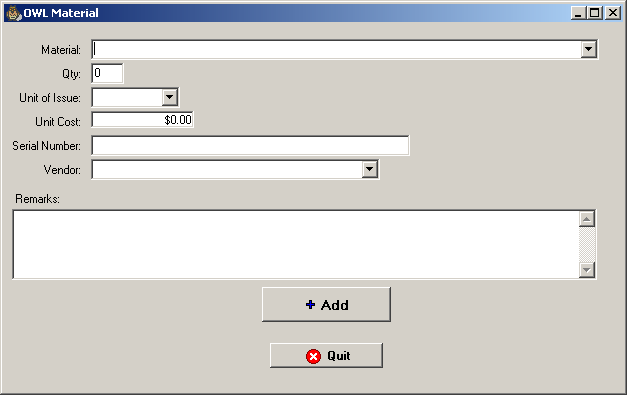 OWL Material
Material:
Qty: 0
Unit of Issue:
Unit Cost: $0.00
Serial Number:
Vendor:
Remarks:
Add
Quit